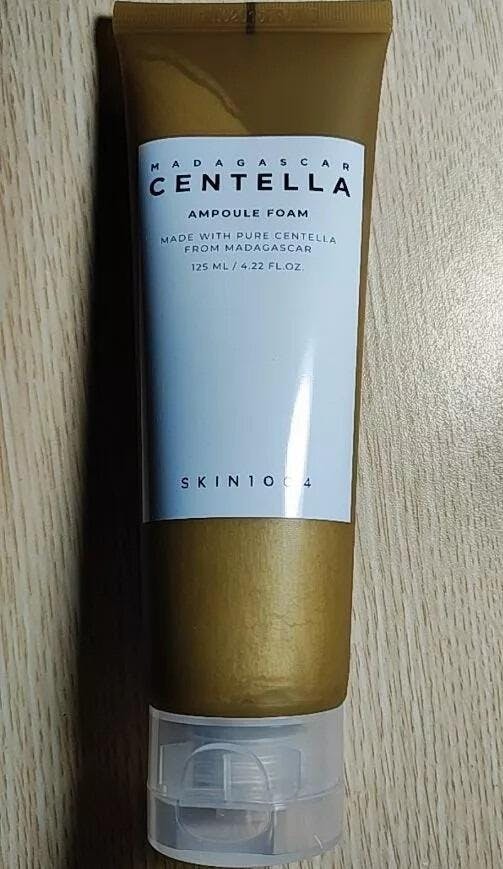 MADAGASCAR
CENTELLA
AMPOULE FOAM
MADE WITH PURE CENTELLA
FROM MADAGASCAR
125 ML / 4.22 FL.OZ.
SKIN1004